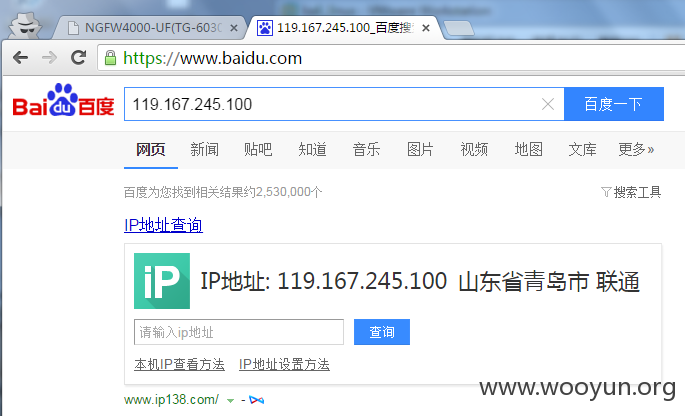 NGFW4000-UF(TG-603
119.167.245.100_百度搜
https://www.baidu.com
Bai du 百度
119.167.245.100
百度一下
网页 新闻 贴吧 知道 音乐 图片 视频 地图 文库 更多»
百度为您找到相关结果约2,530,000个
搜索工具
IP地址查询
iP
IP地址: 119.167.245.100 山东省青岛市 联通
请输入ip地址
查询
本机IP查看方法 IP地址设置方法
www.ip138.com/ -
www.wooyun.org